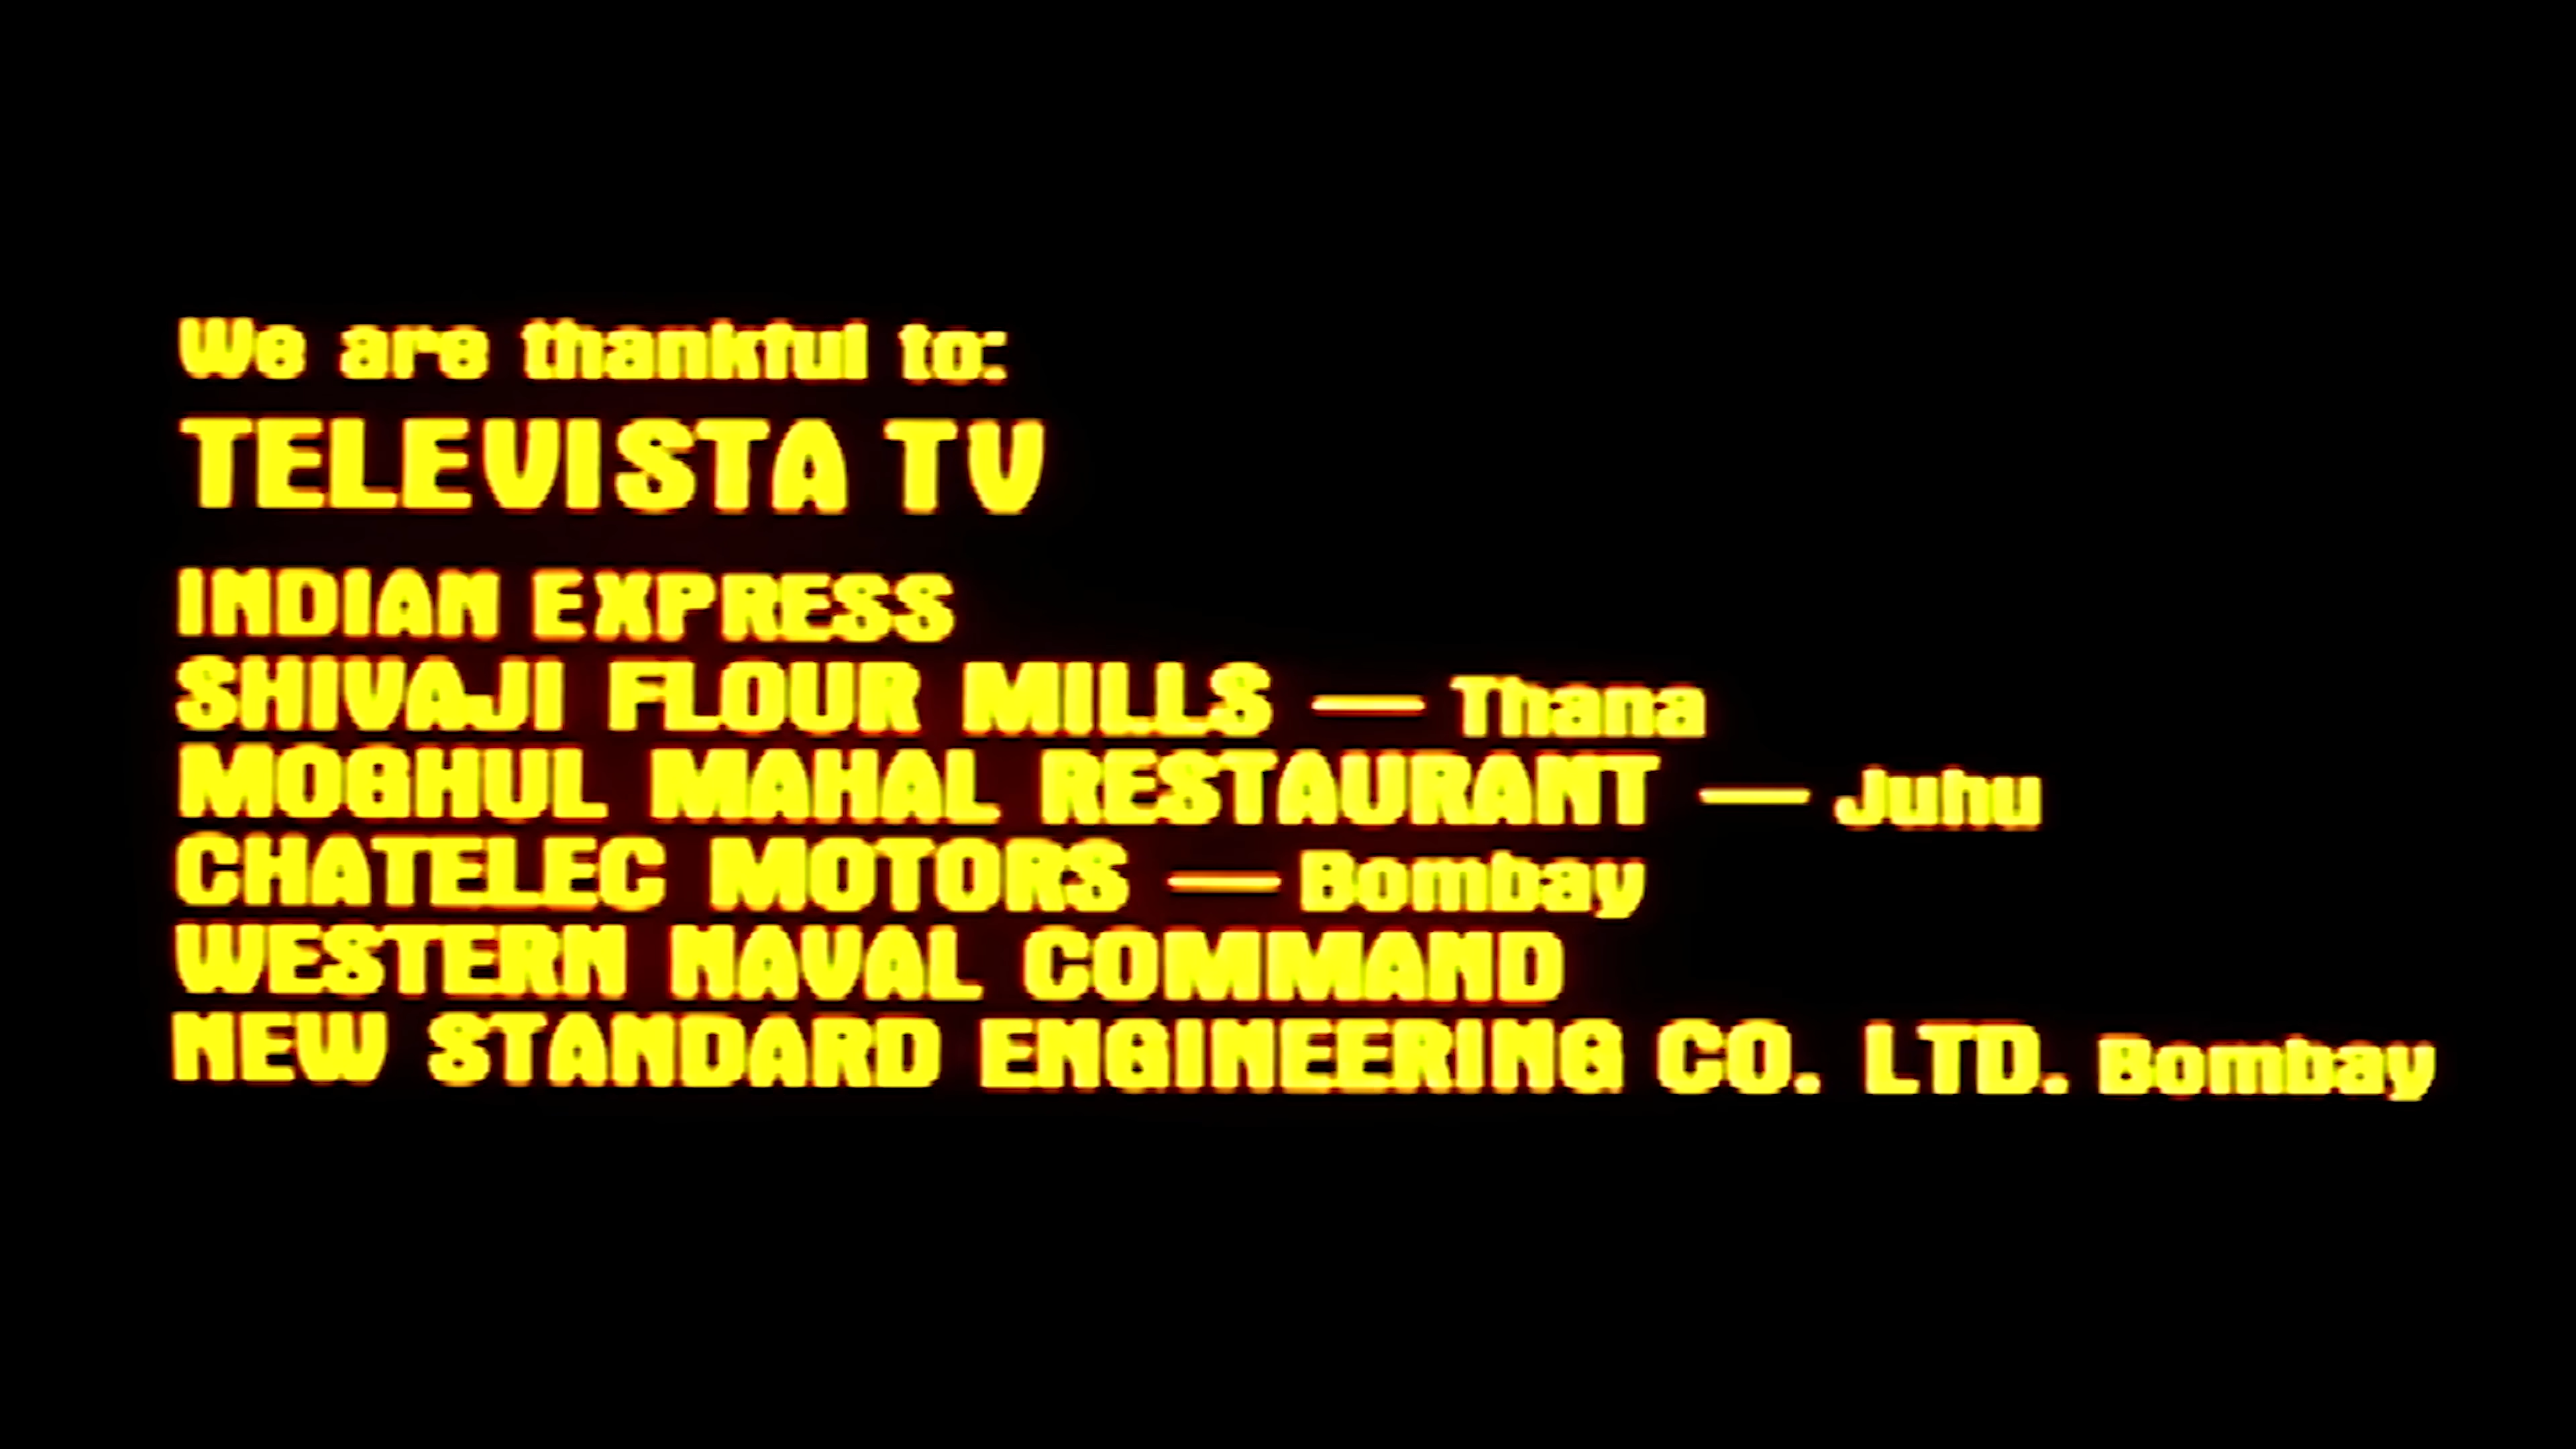 We are thankful to:
TELEVISTA TV
INDIAN EXPRESS
SHIVAJI FLOUR MILLS — Thana
MOGHUL MAHAL RESTAURANT — Juhu
CHATELEC MOTORS — Bombay
WESTERN NAVAL COMMAND
NEW STANDARD ENGINEERING CO. LTD. Bombay